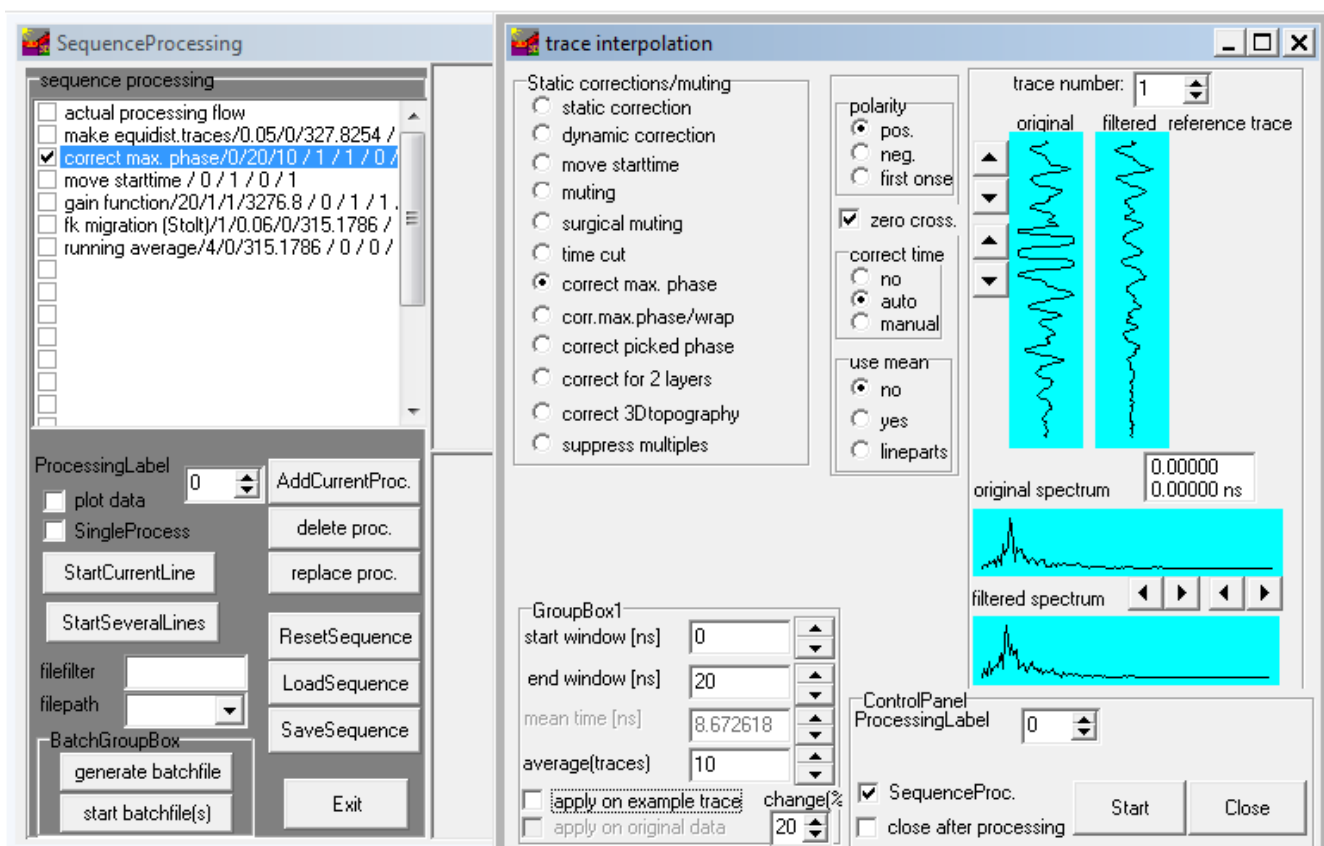 SequenceProcessing
sequence processing
actual processing flow
make equidist.traces/0.05/0/327.8254 /
correct max. phase/0/20/10 / 1 / 1 / 0 /
move starttime / 0 / 1 / 0 / 1
gain function/20/1/1/3276.8 / 0 / 1 / 1 .
fk migration (Stolt)/1/0.06/0/315.1786 /
running average/4/0/315.1786 / 0 / 0 /
ProcessingLabel
0
plot data
SingleProcess
StartCurrentLine
StartSeveralLines
filefilter
filepath
BatchGroupBox
generate batchfile
start batchfile(s)
AddCurrentProc.
delete proc.
replace proc.
ResetSequence
LoadSequence
SaveSequence
Exit
trace interpolation
Static corrections/muting
static correction
dynamic correction
move starttime
muting
surgical muting
time cut
correct max. phase
corr.max.phase/wrap
correct picked phase
correct for 2 layers
correct 3Dtopography
suppress multiples
polarity
pos.
neg.
first onse
zero cross.
correct time
no
auto
manual
use mean
no
yes
lineparts
trace number: 1
original filtered reference trace
0.00000
original spectrum 0.00000 ns
filtered spectrum
GroupBox1
start window [ns] 0
end window [ns] 20
mean time [ns] 8.672618
average(traces) 10
apply on example trace change(%
apply on original data 20
ControlPanel
ProcessingLabel 0
SequenceProc.
close after processing
Start
Close